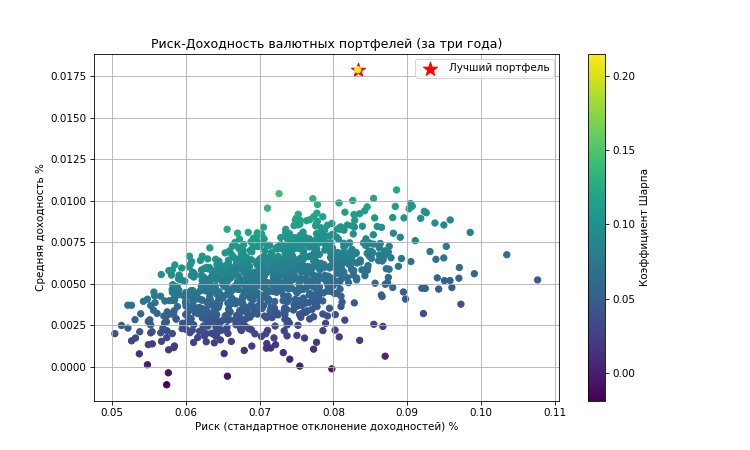 Риск-Доходность валютных портфелей (за три года)
Лучший портфель
Средняя доходность %
0.0175
0.0150
0.0125
0.0100
0.0075
0.0050
0.0025
0.0000
0.05 0.06 0.07 0.08 0.09 0.10 0.11
Риск (стандартное отклонение доходностей) %
0.20
0.15
0.10
0.05
0.00
Коэффициент Шарпа